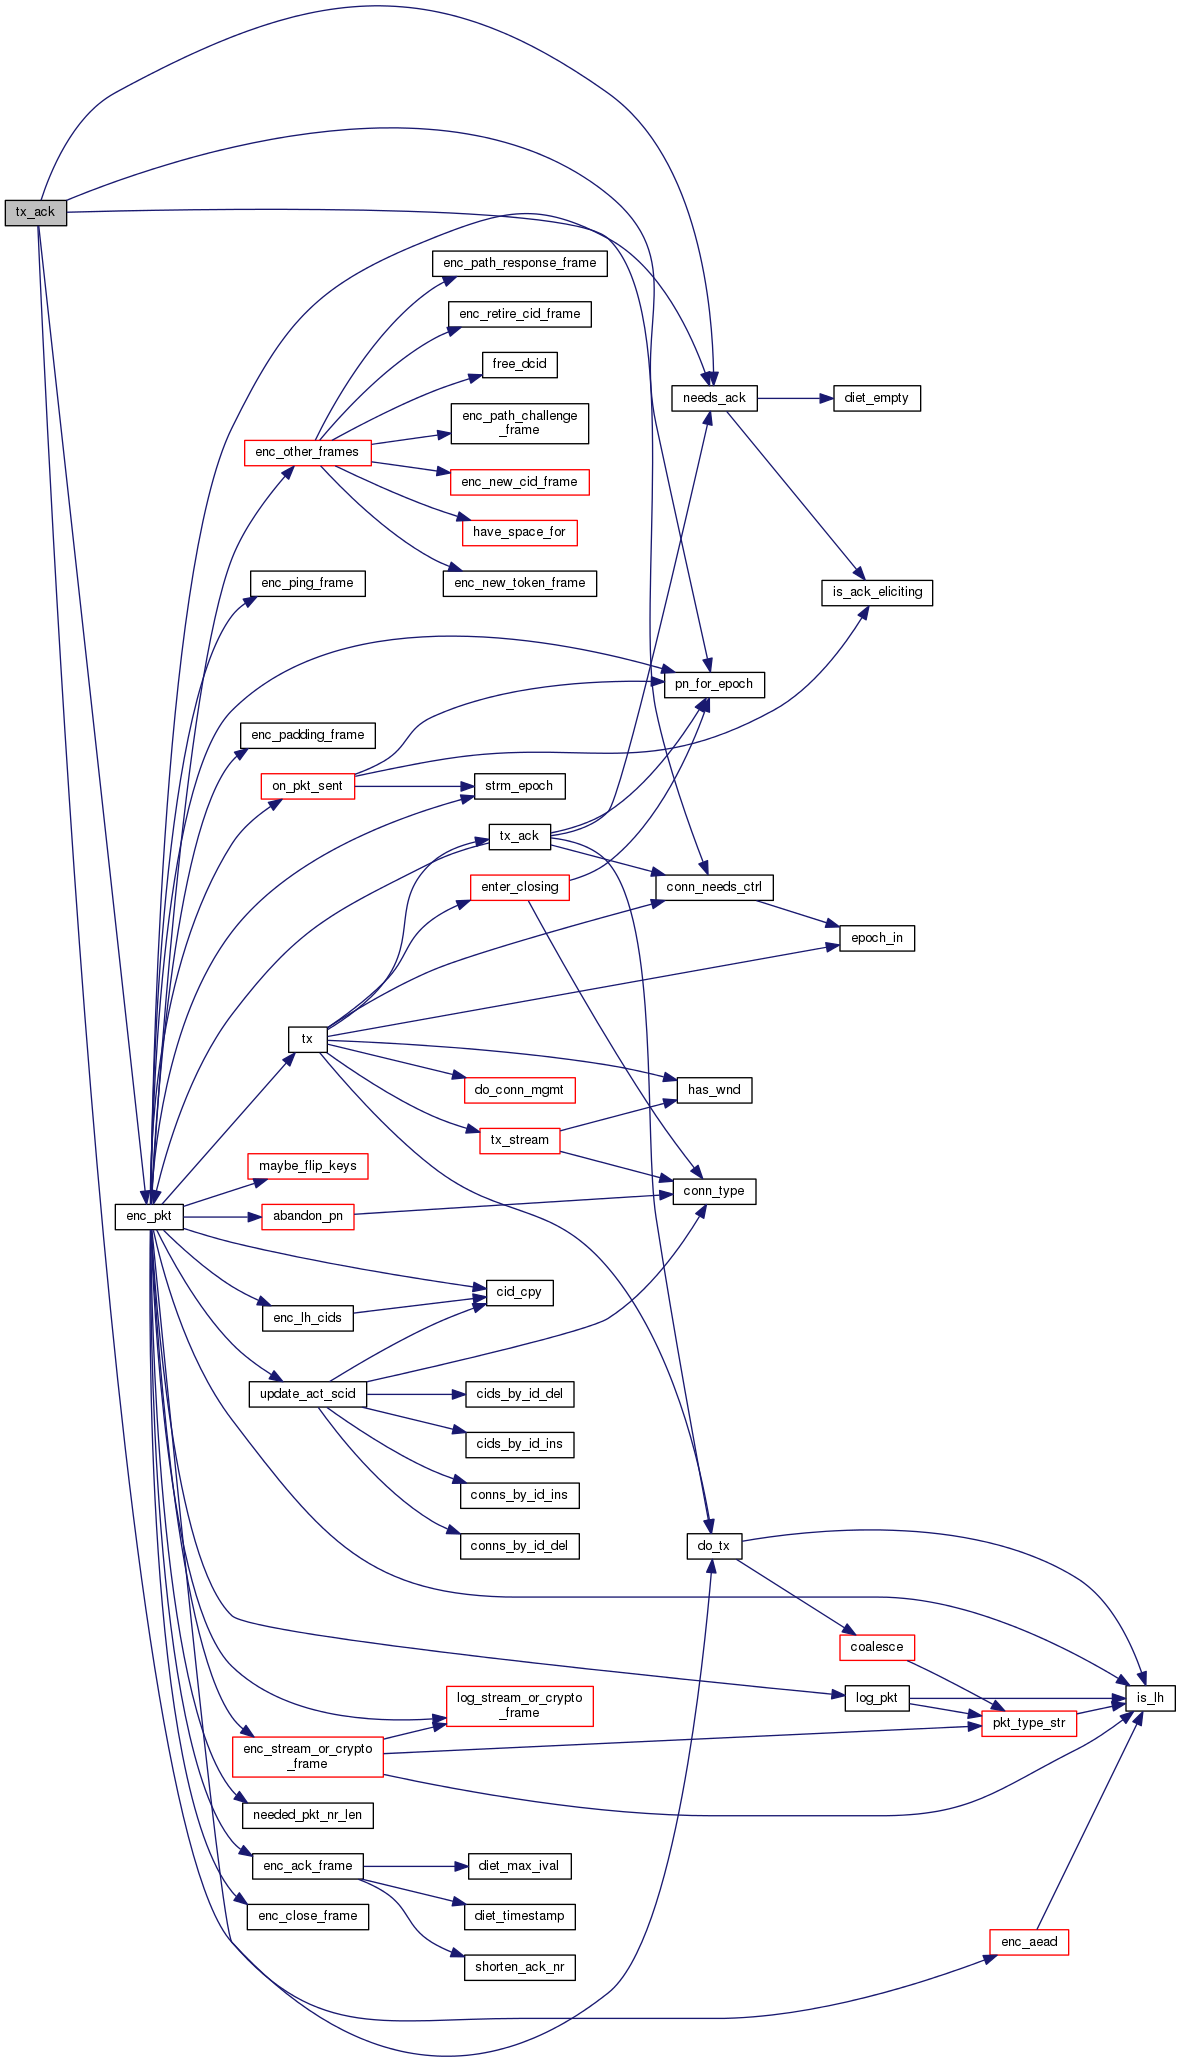 tx_ack
enc_path_response_frame
enc_retire_cid_frame
free_dcid
needs_ack
diet_empty
enc_path_challenge
_frame
enc_other_frames
enc_new_cid_frame
have_space_for
enc_ping_frame
enc_new_token_frame
is_ack_eliciting
pn_for_epoch
enc_padding_frame
on_pkt_sent
strm_epoch
tx_ack
enter_closing
conn_needs_ctrl
epoch_in
tx
do_conn_mgmt
has_wnd
tx_stream
maybe_flip_keys
conn_type
enc_pkt
abandon_pn
cid_cpy
enc_lh_cids
update_act_scid
cids_by_id_del
cids_by_id_ins
conns_by_id_ins
conns_by_id_del
do_tx
coalesce
log_stream_or_crypto
_frame
log_pkt
is_lh
pkt_type_str
enc_stream_or_crypto
_frame
needed_pkt_nr_len
enc_ack_frame
diet_max_ival
enc_close_frame
diet_timestamp
enc_aead
shorten_ack_nr